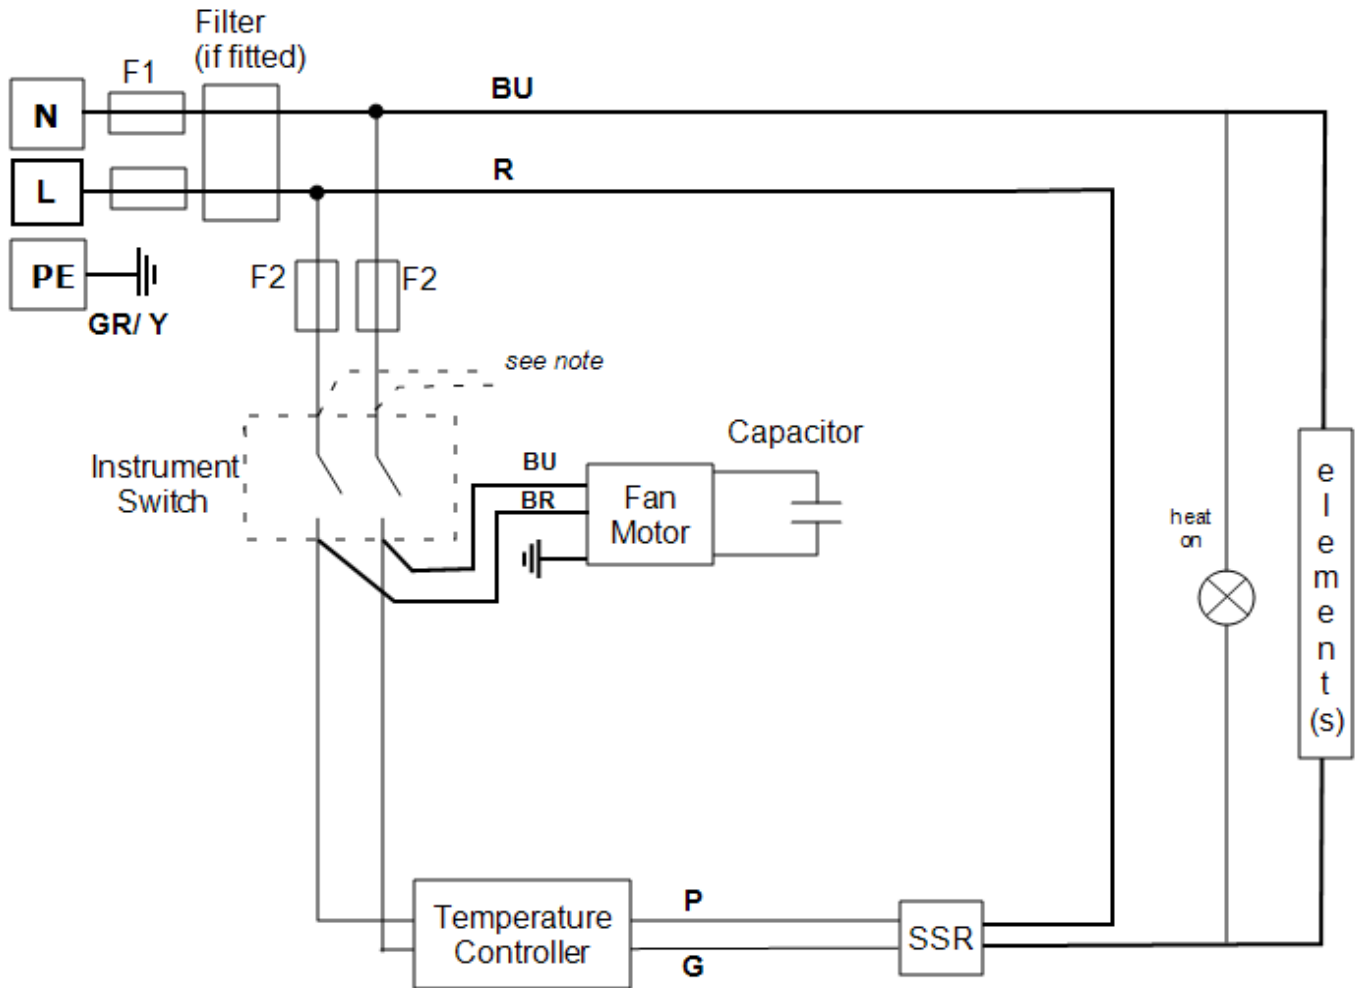 Filter
(if fitted)
F1
BU
N
R
L
PE
GR/ Y
F2
F2
see note
Instrument
Switch
BU
BR
Fan
Motor
Capacitor
heat
on
e
l
e
m
e
n
t
(s)
Temperature
Controller
P
G
SSR